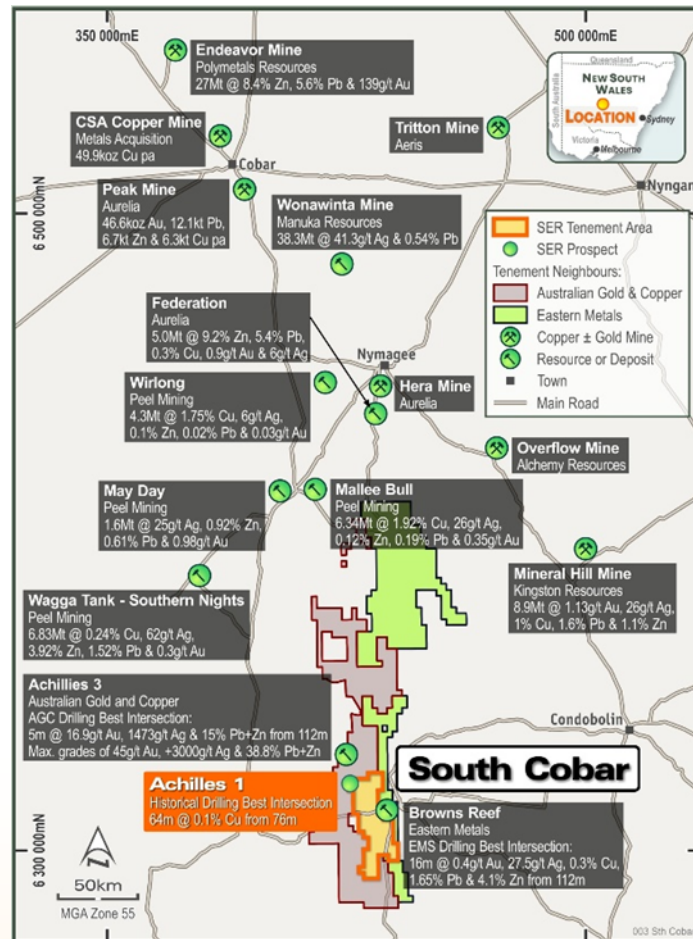 350 000mE
500 000mE
Endeavor Mine
Polymetals Resources
27Mt @ 8.4% Zn, 5.6% Pb & 139g/t Au
Queensland
South Australia
NEW SOUTH
WALES
LOCATION
Sydney
Victoria
Melbourne
CSA Copper Mine
Metals Acquisition
49.9koz Cu pa
Tritton Mine
Aeris
Cobar
Nyngan
Peak Mine
Aurelia
46.6koz Au, 12.1kt Pb,
6.7kt Zn & 6.3kt Cu pa
Wonawinta Mine
Manuka Resources
38.3Mt @ 41.3g/t Ag & 0.54% Pb
6 500 000mN
SER Tenement Area
SER Prospect
Tenement Neighbours:
Australian Gold & Copper
Eastern Metals
Copper ± Gold Mine
Resource or Deposit
Town
Main Road
Federation
Aurelia
5.0Mt @ 9.2% Zn, 5.4% Pb,
0.3% Cu, 0.9g/t Au & 6g/t Ag
Nymagee
Wirlong
Peel Mining
4.3Mt @ 1.75% Cu, 6g/t Ag,
0.1% Zn, 0.02% Pb & 0.03g/t Au
Hera Mine
Aurelia
Overflow Mine
Alchemy Resources
May Day
Peel Mining
1.6Mt @ 25g/t Ag, 0.92% Zn,
0.61% Pb & 0.98g/t Au
Mallee Bull
Peel Mining
6.34Mt @ 1.92% Cu, 26g/t Ag,
0.12% Zn, 0.19% Pb & 0.35g/t Au
Mineral Hill Mine
Kingston Resources
8.9Mt @ 1.13g/t Au, 26g/t Ag,
1% Cu, 1.6% Pb & 1.1% Zn
Wagga Tank - Southern Nights
Peel Mining
6.83Mt @ 0.24% Cu, 62g/t Ag,
3.92% Zn, 1.52% Pb & 0.3g/t Au
Achillies 3
Australian Gold and Copper
AGC Drilling Best Intersection:
5m @ 16.9g/t Au, 1473g/t Ag & 15% Pb+Zn from 112m
Max. grades of 45g/t Au, +3000g/t Ag & 38.8% Pb+Zn
Condobolin
South Cobar
Achilles 1
Historical Drilling Best Intersection
64m @ 0.1% Cu from 76m
Browns Reef
Eastern Metals
EMS Drilling Best Intersection:
16m @ 0.4g/t Au, 27.5g/t Ag, 0.3% Cu,
1.65% Pb & 4.1% Zn from 112m
6 300 000mN
50km
MGA Zone 55
003 Sth Cobar